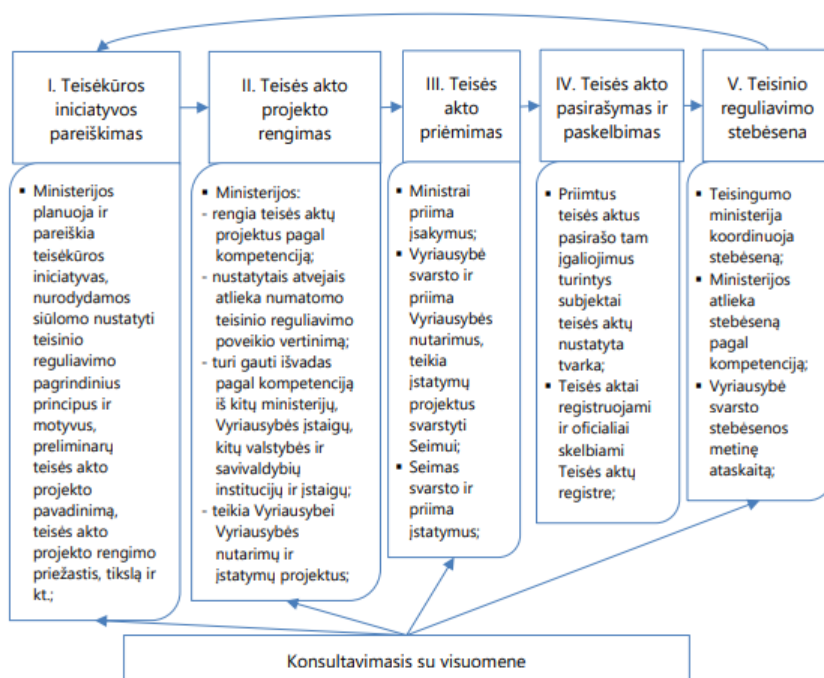 I. Teisėkūros
iniciatyvos
pareiškimas
II. Teisės akto
projekto
rengimas
III. Teisės
akto
priėmimas
IV. Teisės akto
pasirašymas ir
paskelbimas
V. Teisinio
reguliavimo
stebėsena
▪ Ministerijos
planuoja ir
pareiškia
teisėkūros
iniciatyvas,
nurodydamos
siūlomo nustatyti
teisinio
reguliavimo
pagrindinius
principus ir
motyvus,
preliminarų
teisės akto
projekto
pavadinimą,
teisės akto
projekto rengimo
priežastis, tikslą ir
kt.;
▪ Ministerijos:
- rengia teisės aktų
projektus pagal
kompetenciją;
- nustatytais atvejais
atlieka numatomo
teisinio reguliavimo
poveikio vertinimą;
- turi gauti išvadas
pagal kompetenciją
iš kitų ministerijų,
Vyriausybės įstaigų,
kitų valstybės ir
savivaldybių
institucijų ir įstaigų;
- teikia Vyriausybei
Vyriausybės
nutarimų ir
įstatymų projektus;
▪ Ministrai
priima
įsakymus;
▪ Vyriausybė
svarsto ir
priima
Vyriausybės
nutarimus,
teikia
įstatymų
projektus
svarstyti
Seimui;
▪ Seimas
svarsto ir
priima
įstatymus;
▪ Priimtus
teisės aktus
pasirašo tam
įgaliojimus
turintys
subjektai
teisės aktų
nustatyta
tvarka;
▪ Teisės aktai
registruojami
ir oficialiai
skelbiami
Teisės aktų
registre;
▪ Teisingumo
ministerija
koordinuoja
stebėseną;
▪ Ministerijos
atlieka
stebėseną
pagal
kompetenciją;
▪ Vyriausybė
svarsto
stebėsenos
metinę
ataskaitą;
Konsultavimasis su visuomene